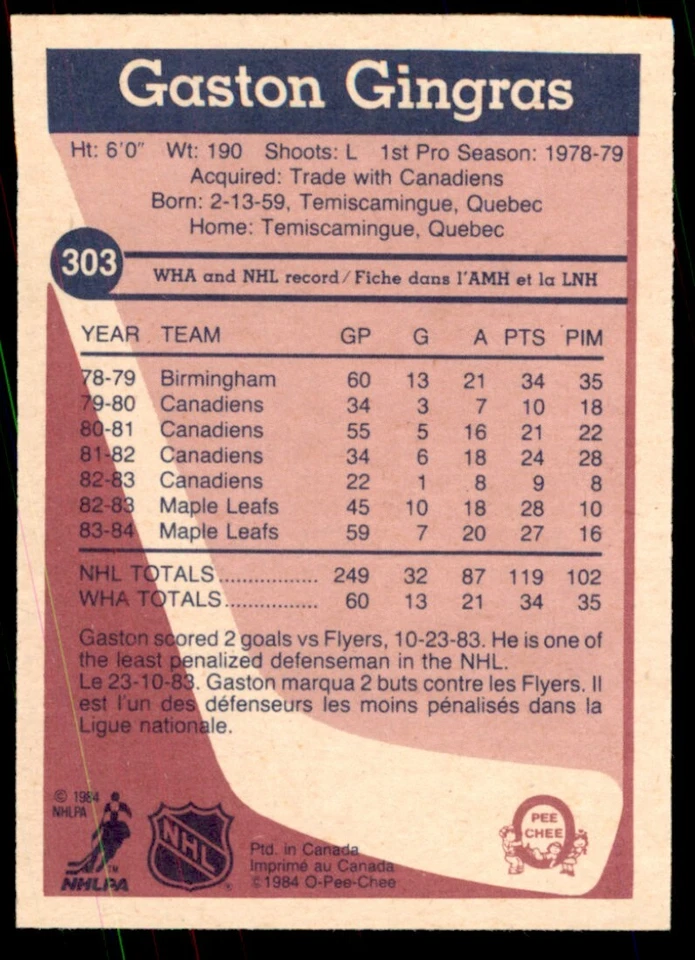 Gaston Gingras
Ht: 6'0" Wt: 190 Shoots: L 1st Pro Season: 1978-79
Acquired: Trade with Canadiens
Born: 2-13-59, Temiscamingue, Quebec
Home: Temiscamingue, Quebec
303
WHA and NHL record/Fiche dans l'AMH et la LNH
YEAR TEAM GP G A PTS PIM
78-79 Birmingham 60 13 21 34 35
79-80 Canadiens 34 3 7 10 18
80-81 Canadiens 55 5 16 21 22
81-82 Canadiens 34 6 18 24 28
82-83 Canadiens 22 1 8 9 8
82-83 Maple Leafs 45 10 18 28 10
83-84 Maple Leafs 59 7 20 27 16
NHL TOTALS.................. 249 32 87 119 102
WHA TOTALS................. 60 13 21 34 35
Gaston scored 2 goals vs Flyers, 10-23-83. He is one of
the least penalized defenseman in the NHL.
Le 23-10-83. Gaston marqua 2 buts contre les Flyers. Il
est l'un des défenseurs les moins pénalisés dans la
Ligue nationale.
© 1984
NHLPA
NHLPA
TM
NHL
®
Ptd. in Canada
Imprimé au Canada
©1984 O-Pee-Chee
PEE
CHEE